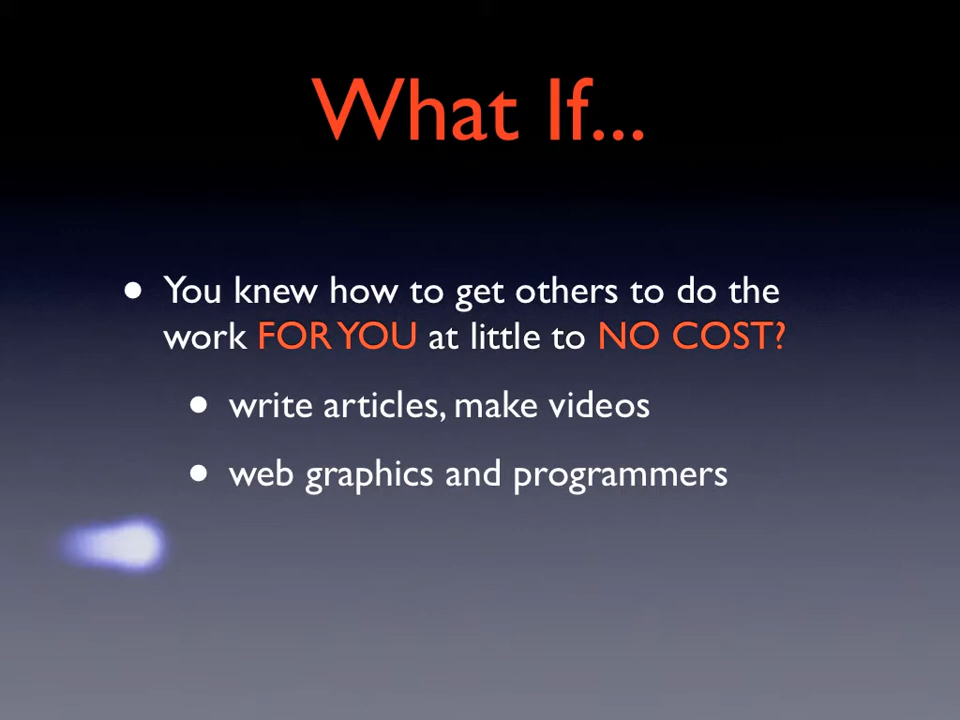 What If...
• You knew how to get others to do the
work FOR YOU at little to NO COST?
• write articles, make videos
• web graphics and programmers